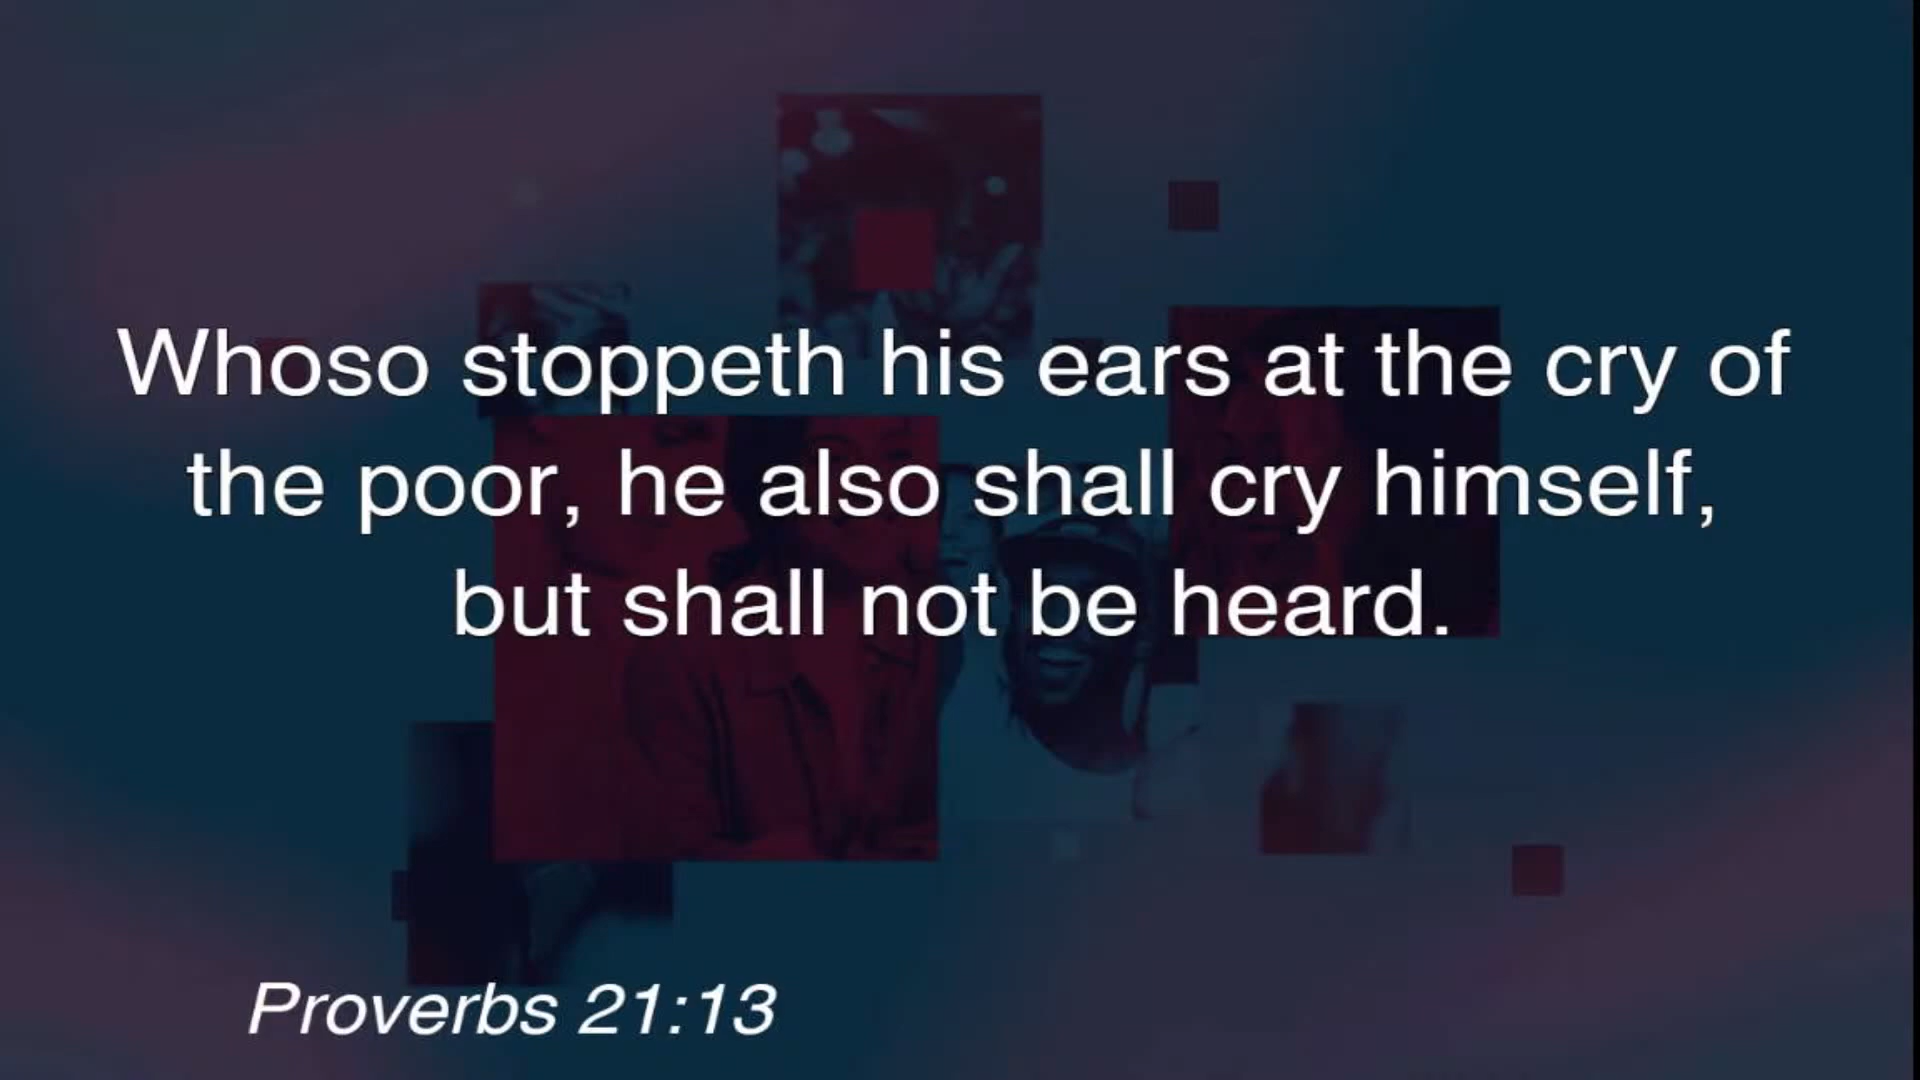 Whoso stoppeth his ears at the cry of
the poor, he also shall cry himself,
but shall not be heard.
Proverbs 21:13